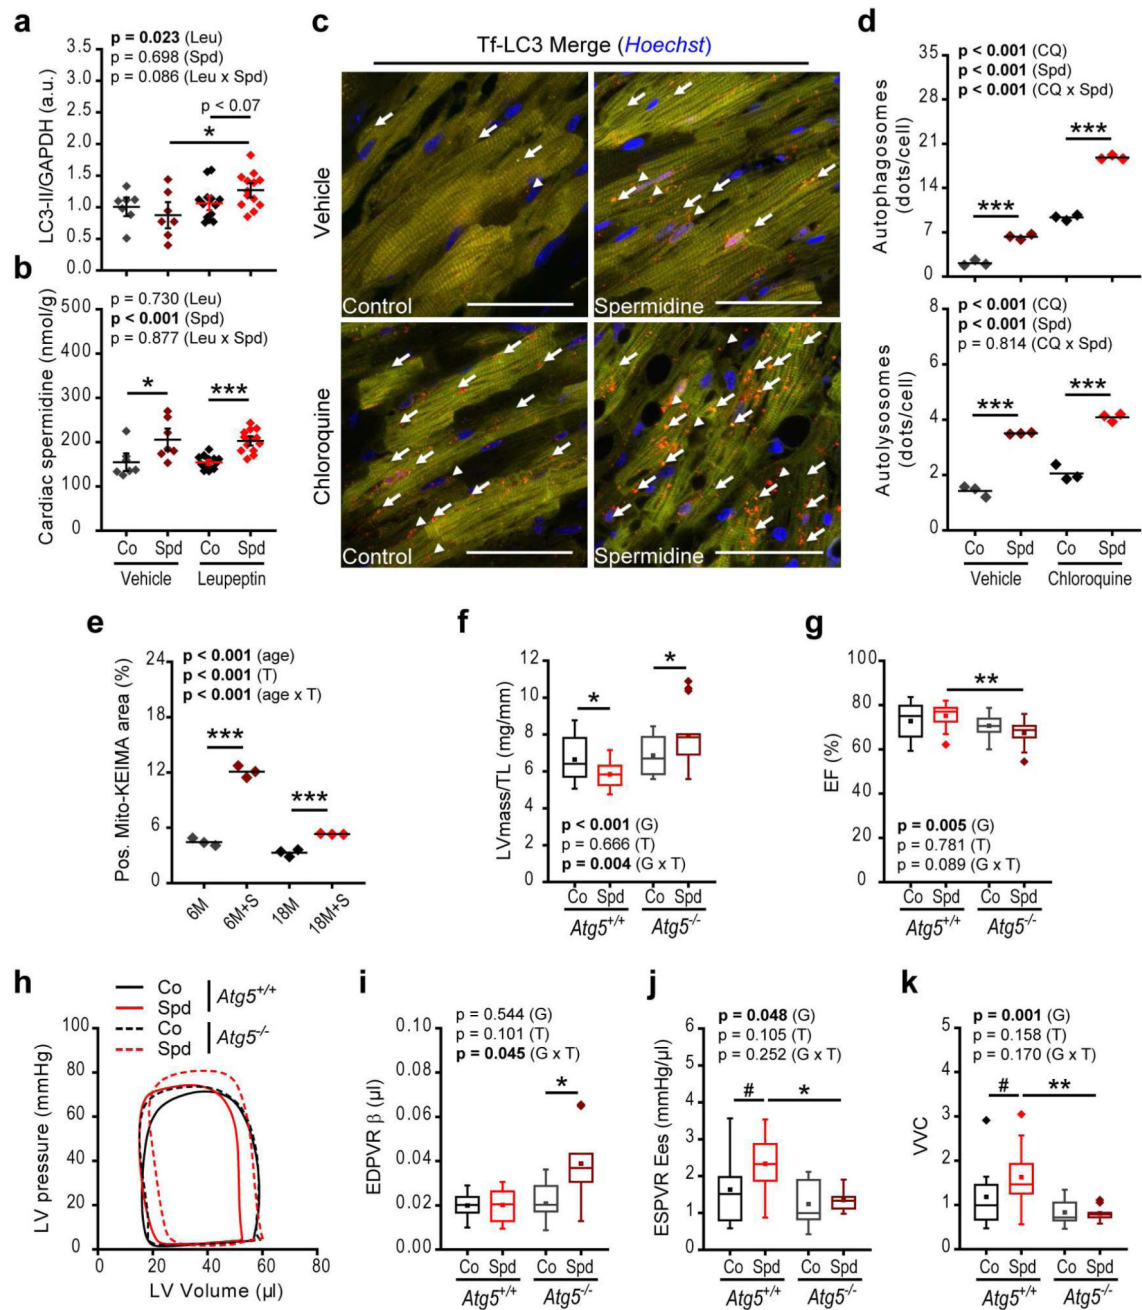 a
p = 0.023 (Leu)
p = 0.698 (Spd)
p = 0.086 (Leu x Spd)
p < 0.07
*
LC3-II/GAPDH (a.u.)
3.5
3.0
2.5
2.0
1.5
1.0
0.5
0.0
b
p = 0.730 (Leu)
p < 0.001 (Spd)
p = 0.877 (Leu x Spd)
* ***
Cardiac spermidine (nmol/g)
500
400
300
200
100
0
Co Spd Co Spd
Vehicle Leupeptin
c
Tf-LC3 Merge (Hoechst)
Vehicle
Control
Spermidine
Chloroquine
Control
Spermidine
d
p < 0.001 (CQ)
p < 0.001 (Spd)
p < 0.001 (CQ x Spd)
*** ***
Autophagosomes
(dots/cell)
35
28
21
14
7
0
p < 0.001 (CQ)
p < 0.001 (Spd)
p = 0.814 (CQ x Spd)
*** ***
Autolysosomes
(dots/cell)
8
6
4
2
0
Co Spd Co Spd
Vehicle Chloroquine
e
p < 0.001 (age)
p < 0.001 (T)
p < 0.001 (age x T)
*** ***
Pos. Mito-KEIMA area (%)
24
18
12
6
0
6M 6M+S 18M 18M+S
f
* *
LVmass/TL (mg/mm)
12
10
8
6
4
2
0
p < 0.001 (G)
p = 0.666 (T)
p = 0.004 (G x T)
Co Spd Co Spd
Atg5+/+ Atg5-/-
g
**
EF (%)
100
80
60
40
20
0
p = 0.005 (G)
p = 0.781 (T)
p = 0.089 (G x T)
Co Spd Co Spd
Atg5+/+ Atg5-/-
h
Co
Spd
Atg5+/+
Co
Spd
Atg5-/-
LV pressure (mmHg)
100
80
60
40
20
0
0 20 40 60 80
LV Volume (µl)
i
p = 0.544 (G)
p = 0.101 (T)
p = 0.045 (G x T)
*
EDPVR β (µl)
0.10
0.08
0.06
0.04
0.02
0.00
Co Spd Co Spd
Atg5+/+ Atg5-/-
j
p = 0.048 (G)
p = 0.105 (T)
p = 0.252 (G x T)
# *
ESPVR Ees (mmHg/µl)
6
5
4
3
2
1
0
Co Spd Co Spd
Atg5+/+ Atg5-/-
k
p = 0.001 (G)
p = 0.158 (T)
p = 0.170 (G x T)
# **
VVC
5
4
3
2
1
0
Co Spd Co Spd
Atg5+/+ Atg5-/-